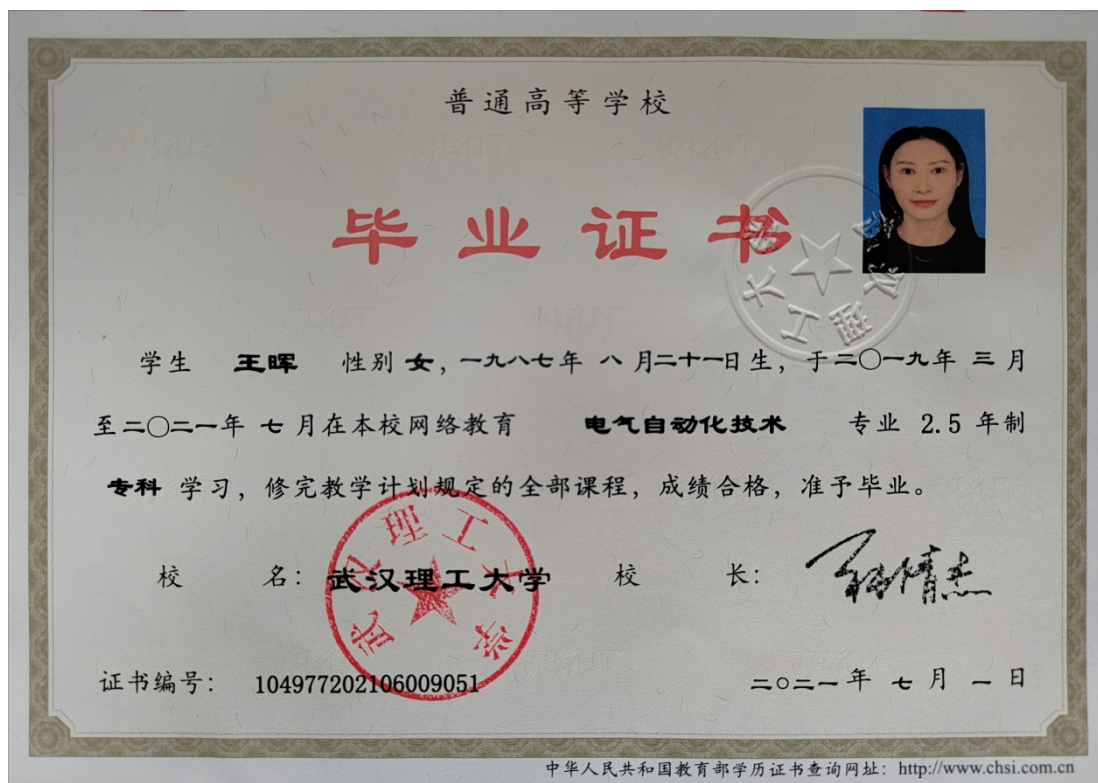 普通高等学校
毕业证书
学生 王晖 性别 女，一九八七年 八 月二十一日生，于二〇一九年 三 月
至二〇二一年 七 月在本校网络教育 电气自动化技术 专业 2.5 年制
专科 学习，修完教学计划规定的全部课程，成绩合格，准予毕业。
校 名：武汉理工大学 校 长：
武汉理工大学
证书编号： 104977202106009051 二〇二一年 七 月 一 日
中华人民共和国教育部学历证书查询网址：http://www.chsi.com.cn